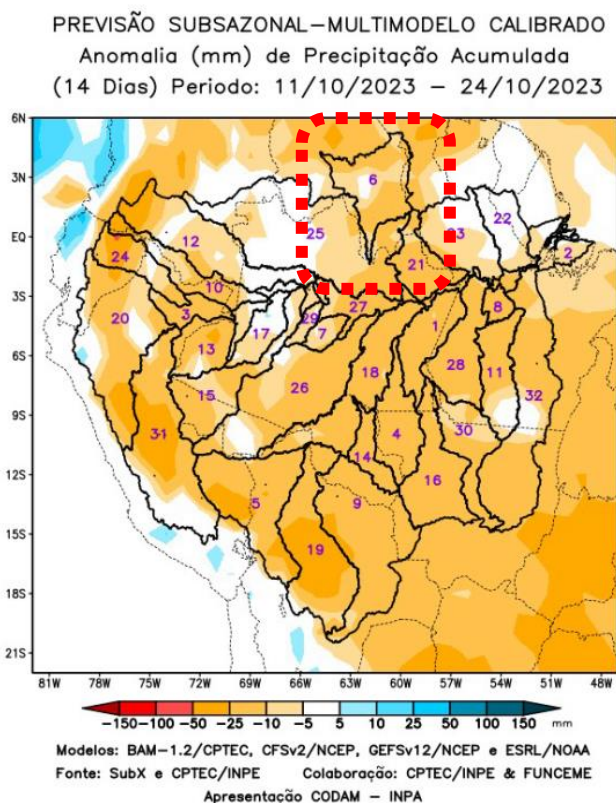 PREVISÃO SUBSAZONAL-MULTIMODELO CALIBRADO
Anomalia (mm) de Precipitação Acumulada
(14 Dias) Periodo: 11/10/2023 – 24/10/2023
6N
3N
EQ
3S
6S
9S
12S
15S
18S
21S
6
22
12
25
23
2
24
21
10
27
8
20
3
29
17
7
1
13
18
28
11
15
26
32
31
4
30
14
16
5
9
19
81W 78W 75W 72W 69W 66W 63W 60W 57W 54W 51W 48W
-150 -100 -50 -25 -10 -5 5 10 25 50 100 150 mm
Modelos: BAM-1.2/CPTEC, CFSv2/NCEP, GEFSv12/NCEP e ESRL/NOAA
Fonte: SubX e CPTEC/INPE Colaboração: CPTEC/INPE & FUNCEME
Apresentação CODAM - INPA